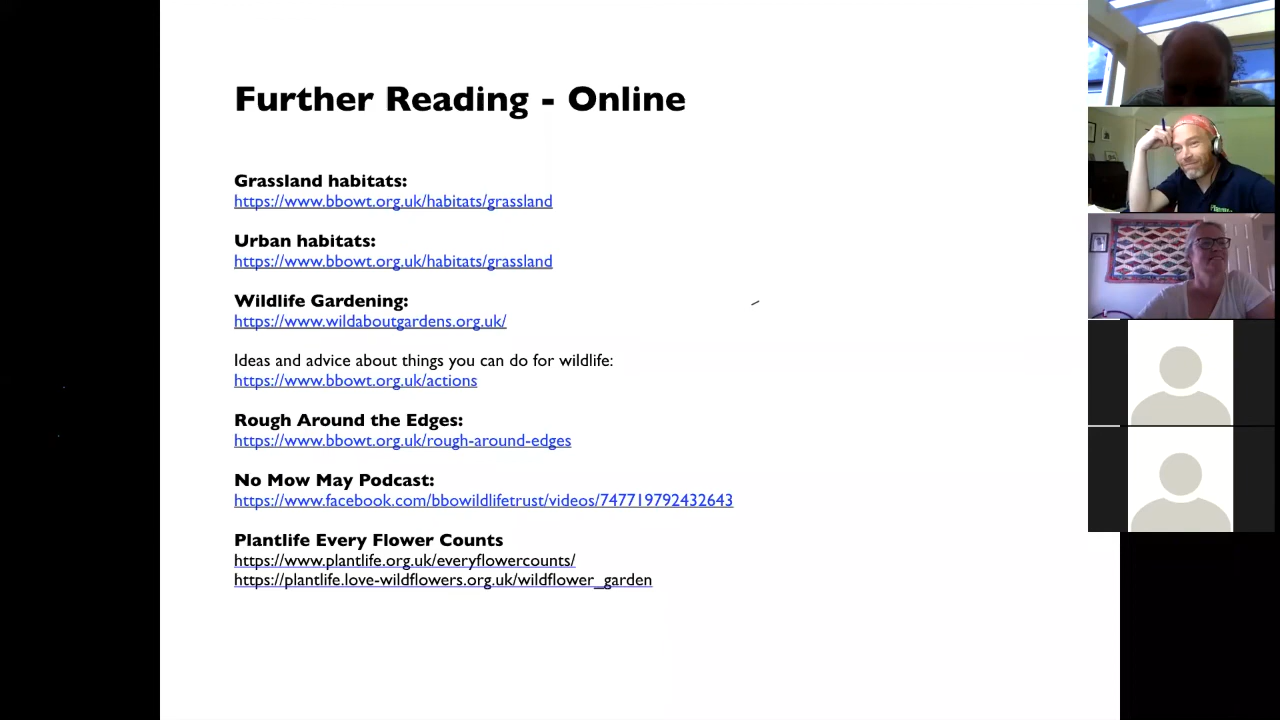 Further Reading - Online
Grassland habitats:
https://www.bbowt.org.uk/habitats/grassland
Urban habitats:
https://www.bbowt.org.uk/habitats/grassland
Wildlife Gardening:
https://www.wildaboutgardens.org.uk/
Ideas and advice about things you can do for wildlife:
https://www.bbowt.org.uk/actions
Rough Around the Edges:
https://www.bbowt.org.uk/rough-around-edges
No Mow May Podcast:
https://www.facebook.com/bbowildlifetrust/videos/747719792432643
Plantlife Every Flower Counts
https://www.plantlife.org.uk/everyflowercounts/
https://plantlife.love-wildflowers.org.uk/wildflower_garden